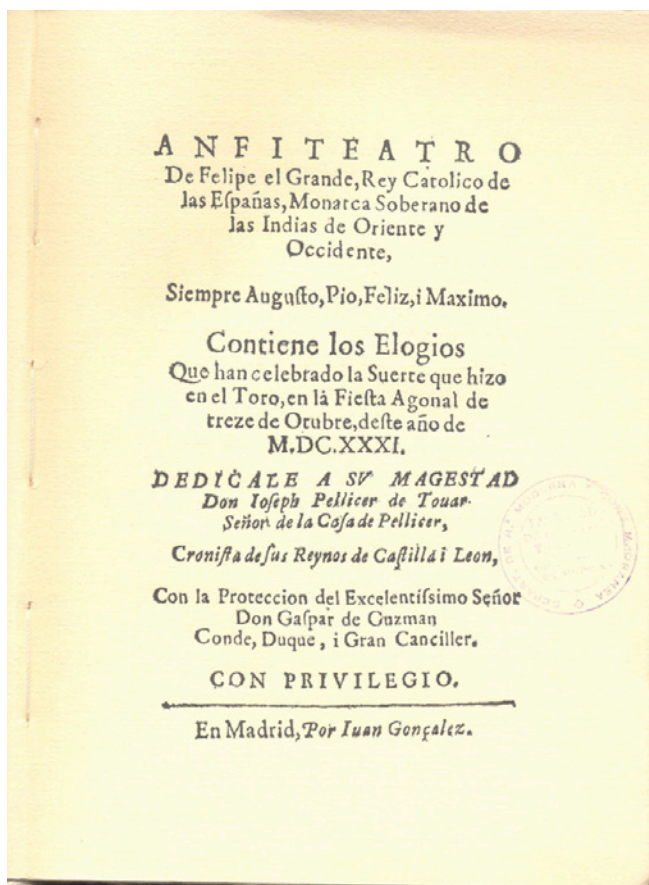 A N F I T E A T R O
De Felipe el Grande, Rey Catolico de
las Eſpañas, Monarca Soberano de
las Indias de Oriente y
Occidente,
Siempre Auguſto, Pio, Feliz, i Maximo.
Contiene los Elogios
Que han celebrado la Suerte que hizo
en el Toro, en la Fieſta Agonal de
treze de Otubre, deſte año de
M.DC.XXXI.
DEDICALE A SV MAGESTAD
Don Ioſeph Pellicer de Touar.
Señor de la Caſa de Pellicer,
Croniſta de ſus Reynos de Caſtilla i Leon,
Con la Proteccion del Excelentiſsimo Señor
Don Gaſpar de Guzman
Conde, Duque, i Gran Canciller.
CON PRIVILEGIO.
En Madrid, Por Iuan Gonçalez.